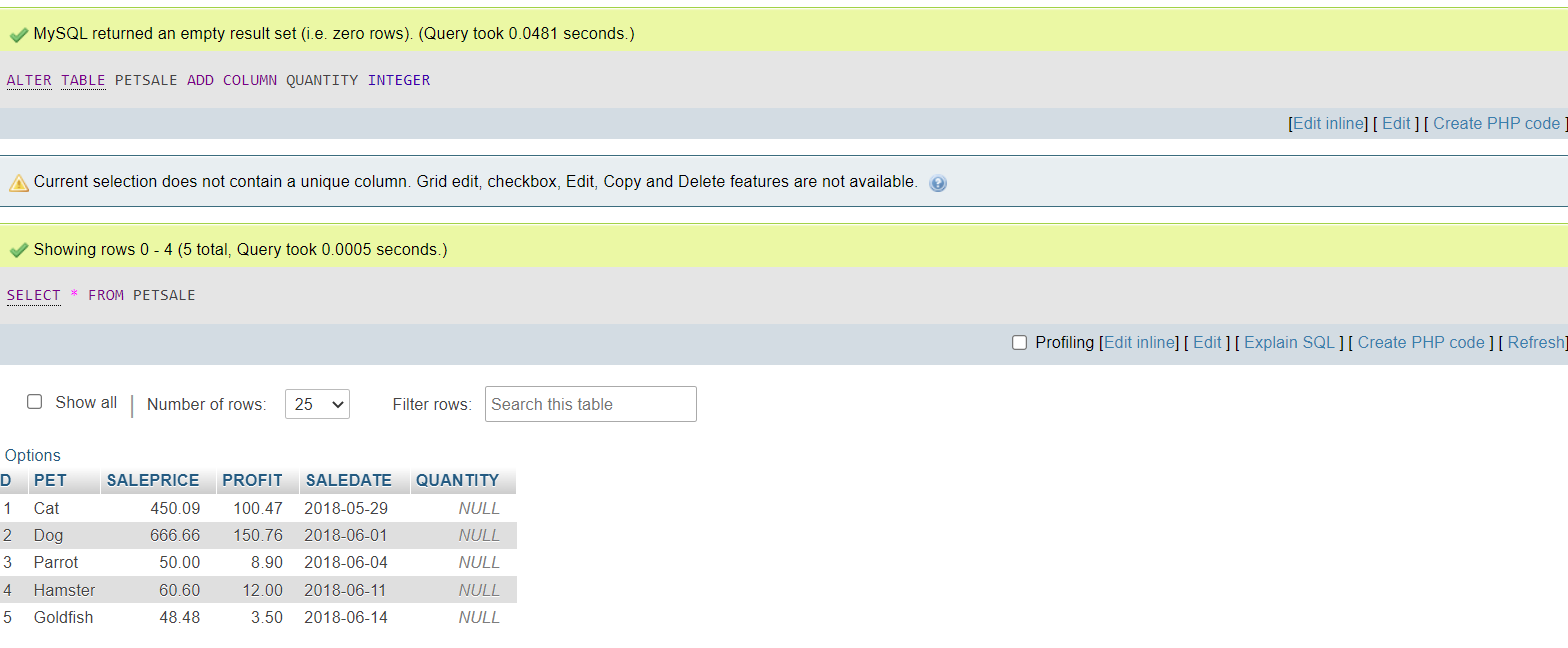 MySQL returned an empty result set (i.e. zero rows). (Query took 0.0481 seconds.)
ALTER TABLE PETSALE ADD COLUMN QUANTITY INTEGER
[Edit inline] [ Edit ] [ Create PHP code ]
Current selection does not contain a unique column. Grid edit, checkbox, Edit, Copy and Delete features are not available.
Showing rows 0 - 4 (5 total, Query took 0.0005 seconds.)
SELECT * FROM PETSALE
Profiling [Edit inline] [ Edit ] [ Explain SQL ] [ Create PHP code ] [ Refresh]
Show all | Number of rows: 25 Filter rows: Search this table
Options
D PET SALEPRICE PROFIT SALEDATE QUANTITY
1 Cat 450.09 100.47 2018-05-29 NULL
2 Dog 666.66 150.76 2018-06-01 NULL
3 Parrot 50.00 8.90 2018-06-04 NULL
4 Hamster 60.60 12.00 2018-06-11 NULL
5 Goldfish 48.48 3.50 2018-06-14 NULL